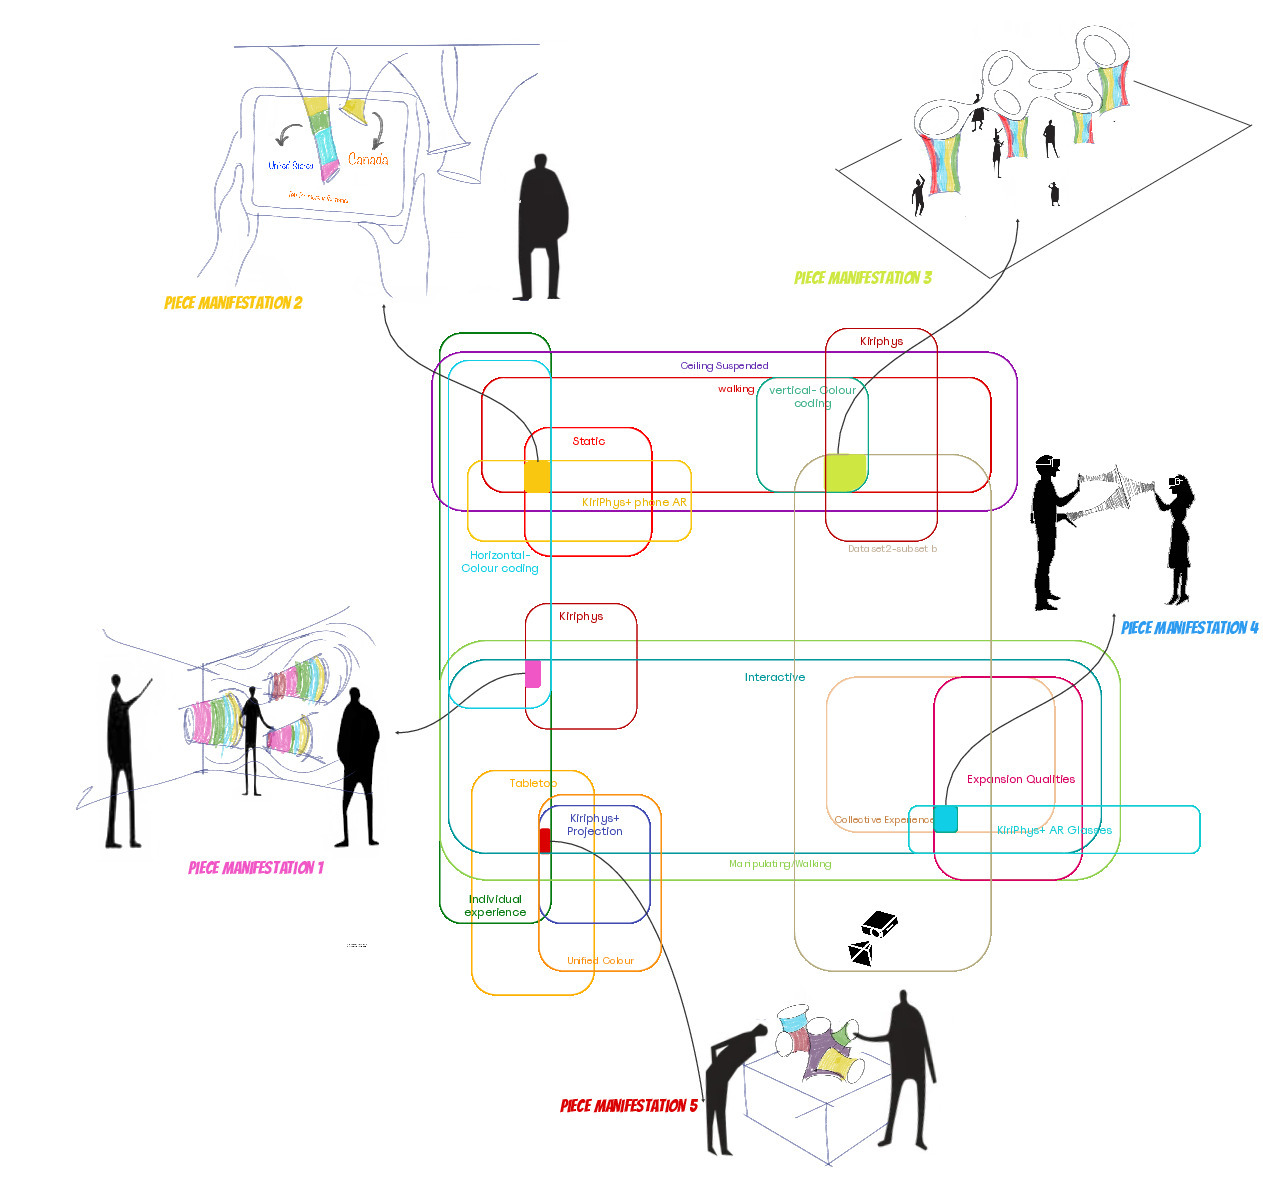 United States
Canada
PIECE MANIFESTATION 2
PIECE MANIFESTATION 3
Kiriphys
Ceiling Suspended
walking
vertical- Colour
coding
Static
KiriPhys+ phone AR
Horizontal-
Colour coding
Dataset2-subset b
PIECE MANIFESTATION 4
Kiriphys
Interactive
Expansion Qualities
Tabletop
Kiriphys+
Projection
Collective Experience
KiriPhys+ AR Glasses
Manipulating/Walking
PIECE MANIFESTATION 1
Individual
experience
Unified Colour
PIECE MANIFESTATION 5